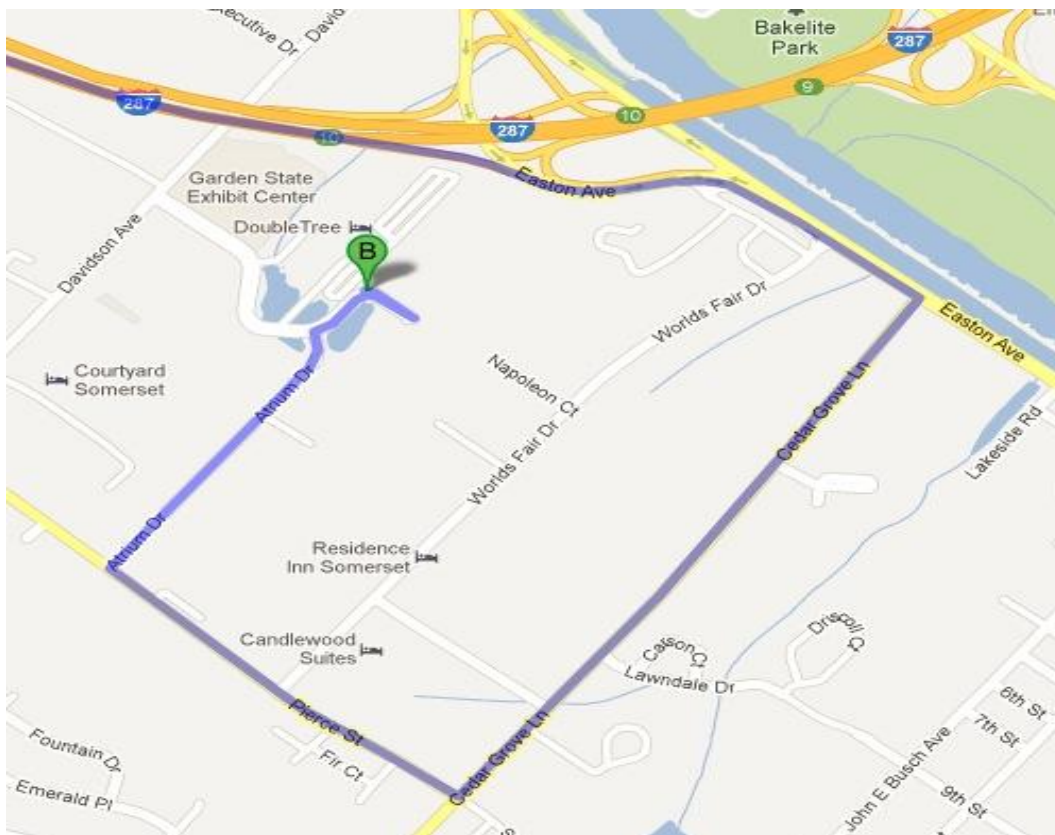 Executive Dr
Bakelite
Park
287
287
9
10
287
10
Easton Ave
Garden State
Exhibit Center
DoubleTree
B
Davidson Ave
Worlds Fair Dr
Easton Ave
Courtyard
Somerset
Atrium Dr
Napoleon Ct
Cedar Grove Ln
Lakeside Rd
Worlds Fair Dr
Atrium Dr
Residence
Inn Somerset
Candlewood
Suites
Carson Ct
Driscoll Ct
Lawndale Dr
Pierce St
Cedar Grove Ln
Fir Ct
Fountain Dr
Emerald Pl
6th St
7th St
9th St
John E Busch Ave